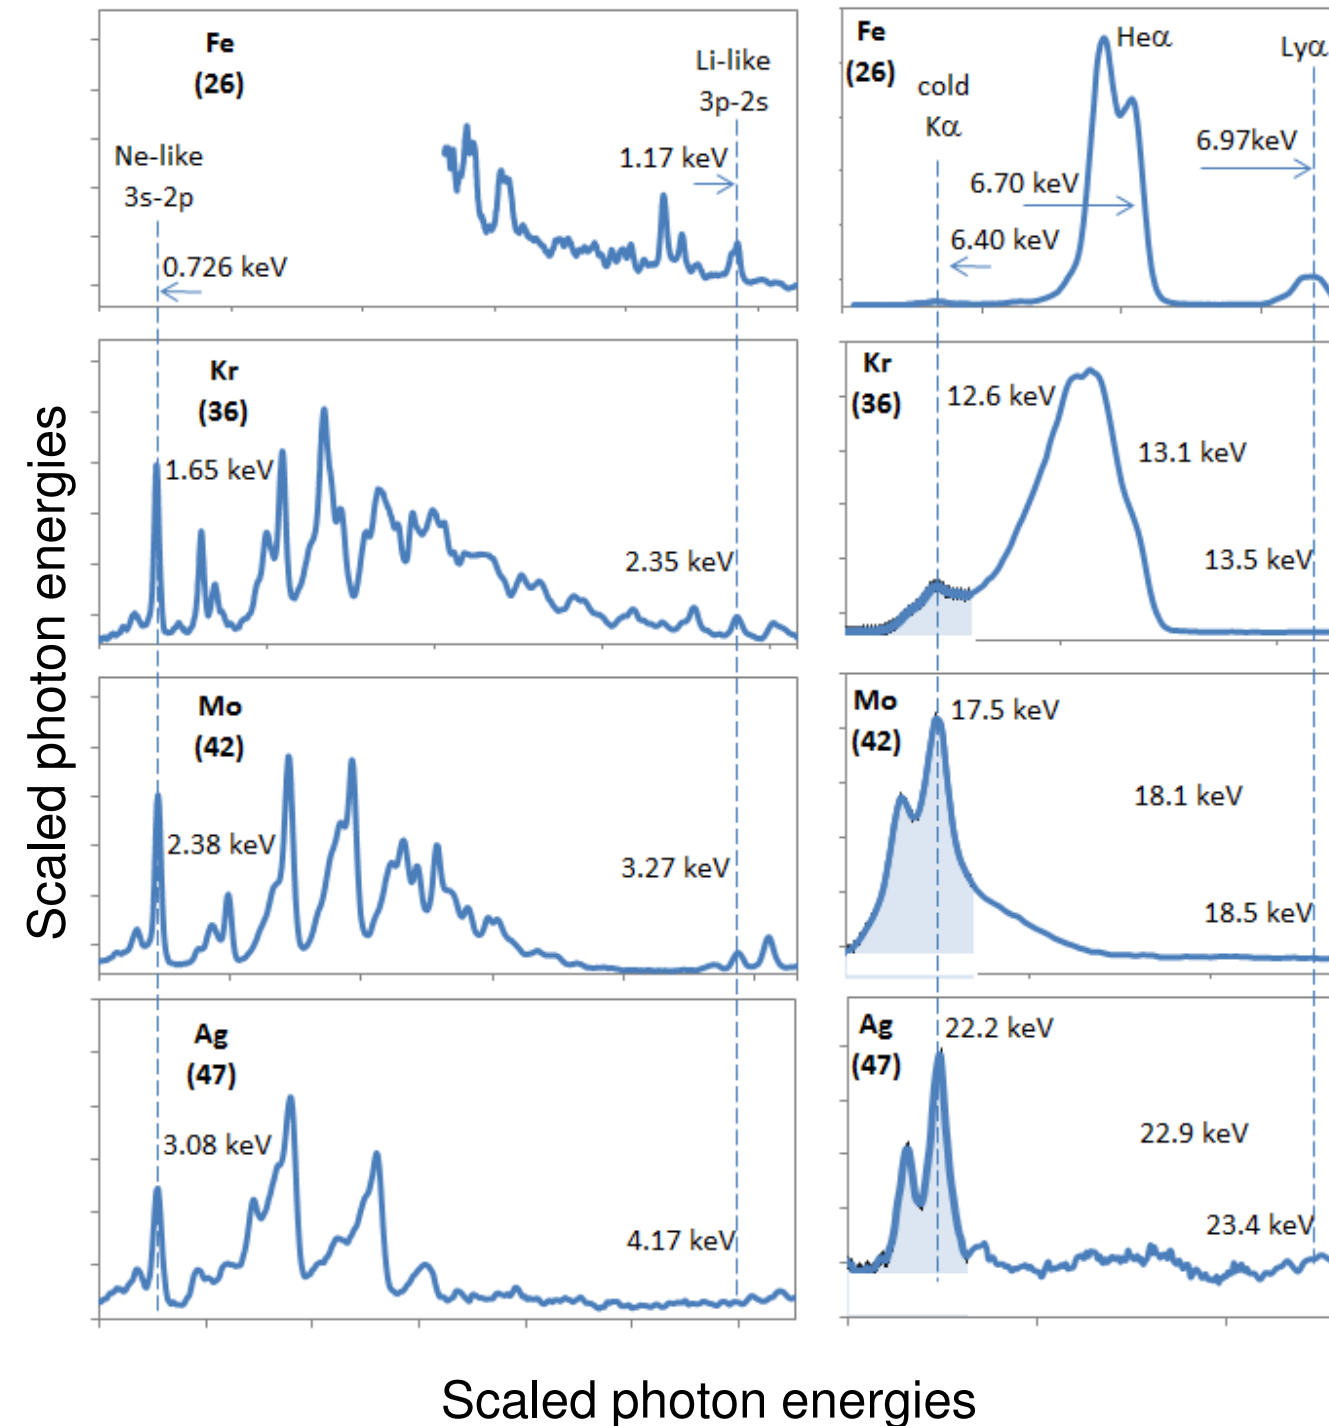 Fe
(26)
Ne-like
3s-2p
0.726 keV
Li-like
3p-2s
1.17 keV
Fe
(26)
cold
Kα
Heα
Lyα
6.97keV
6.70 keV
6.40 keV
Kr
(36)
1.65 keV
2.35 keV
Kr
(36)
12.6 keV
13.1 keV
13.5 keV
Mo
(42)
2.38 keV
3.27 keV
Mo
(42)
17.5 keV
18.1 keV
18.5 keV
Ag
(47)
3.08 keV
4.17 keV
Ag
(47)
22.2 keV
22.9 keV
23.4 keV
Scaled photon energies
Scaled photon energies